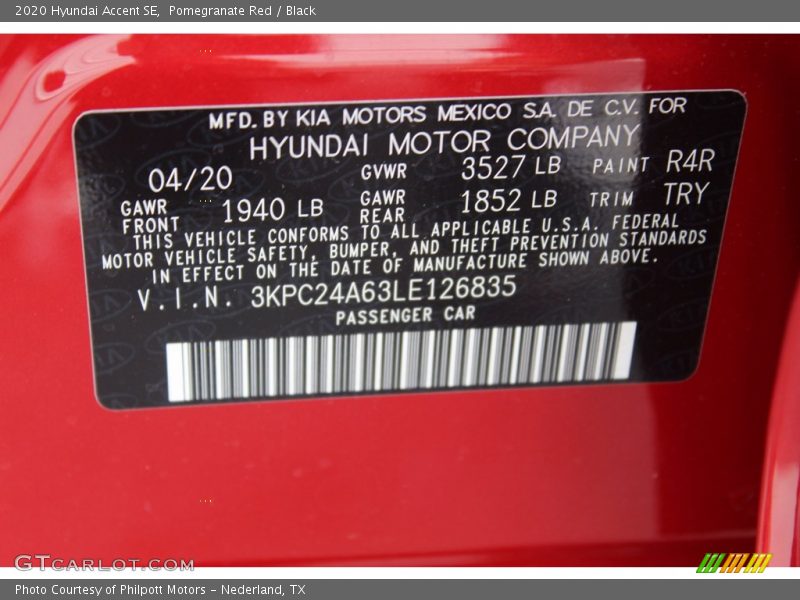 2020 Hyundai Accent SE, Pomegranate Red / Black
MFD. BY KIA MOTORS MEXICO S.A. DE C.V. FOR
HYUNDAI MOTOR COMPANY
04/20 GVWR 3527 LB PAINT R4R
GAWR FRONT 1940 LB GAWR REAR 1852 LB TRIM TRY
THIS VEHICLE CONFORMS TO ALL APPLICABLE U.S.A. FEDERAL
MOTOR VEHICLE SAFETY, BUMPER, AND THEFT PREVENTION STANDARDS
IN EFFECT ON THE DATE OF MANUFACTURE SHOWN ABOVE.
V.I.N. 3KPC24A63LE126835
PASSENGER CAR
GTCARLOT.COM
Photo Courtesy of Philpott Motors - Nederland, TX